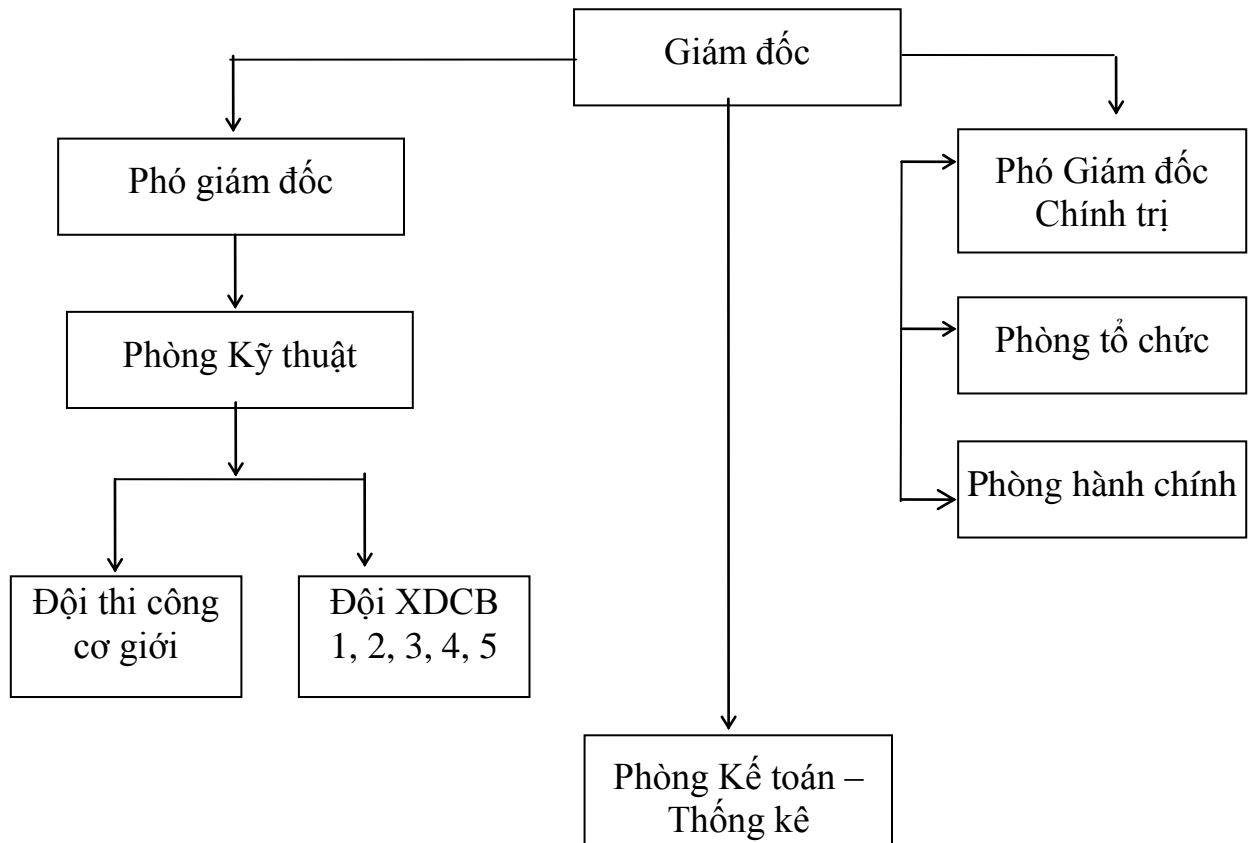 Giám đốc
Phó giám đốc
Phó Giám đốc
Chính trị
Phòng Kỹ thuật
Phòng tổ chức
Phòng hành chính
Đội thi công
cơ giới
Đội XDCB
1, 2, 3, 4, 5
Phòng Kế toán –
Thống kê